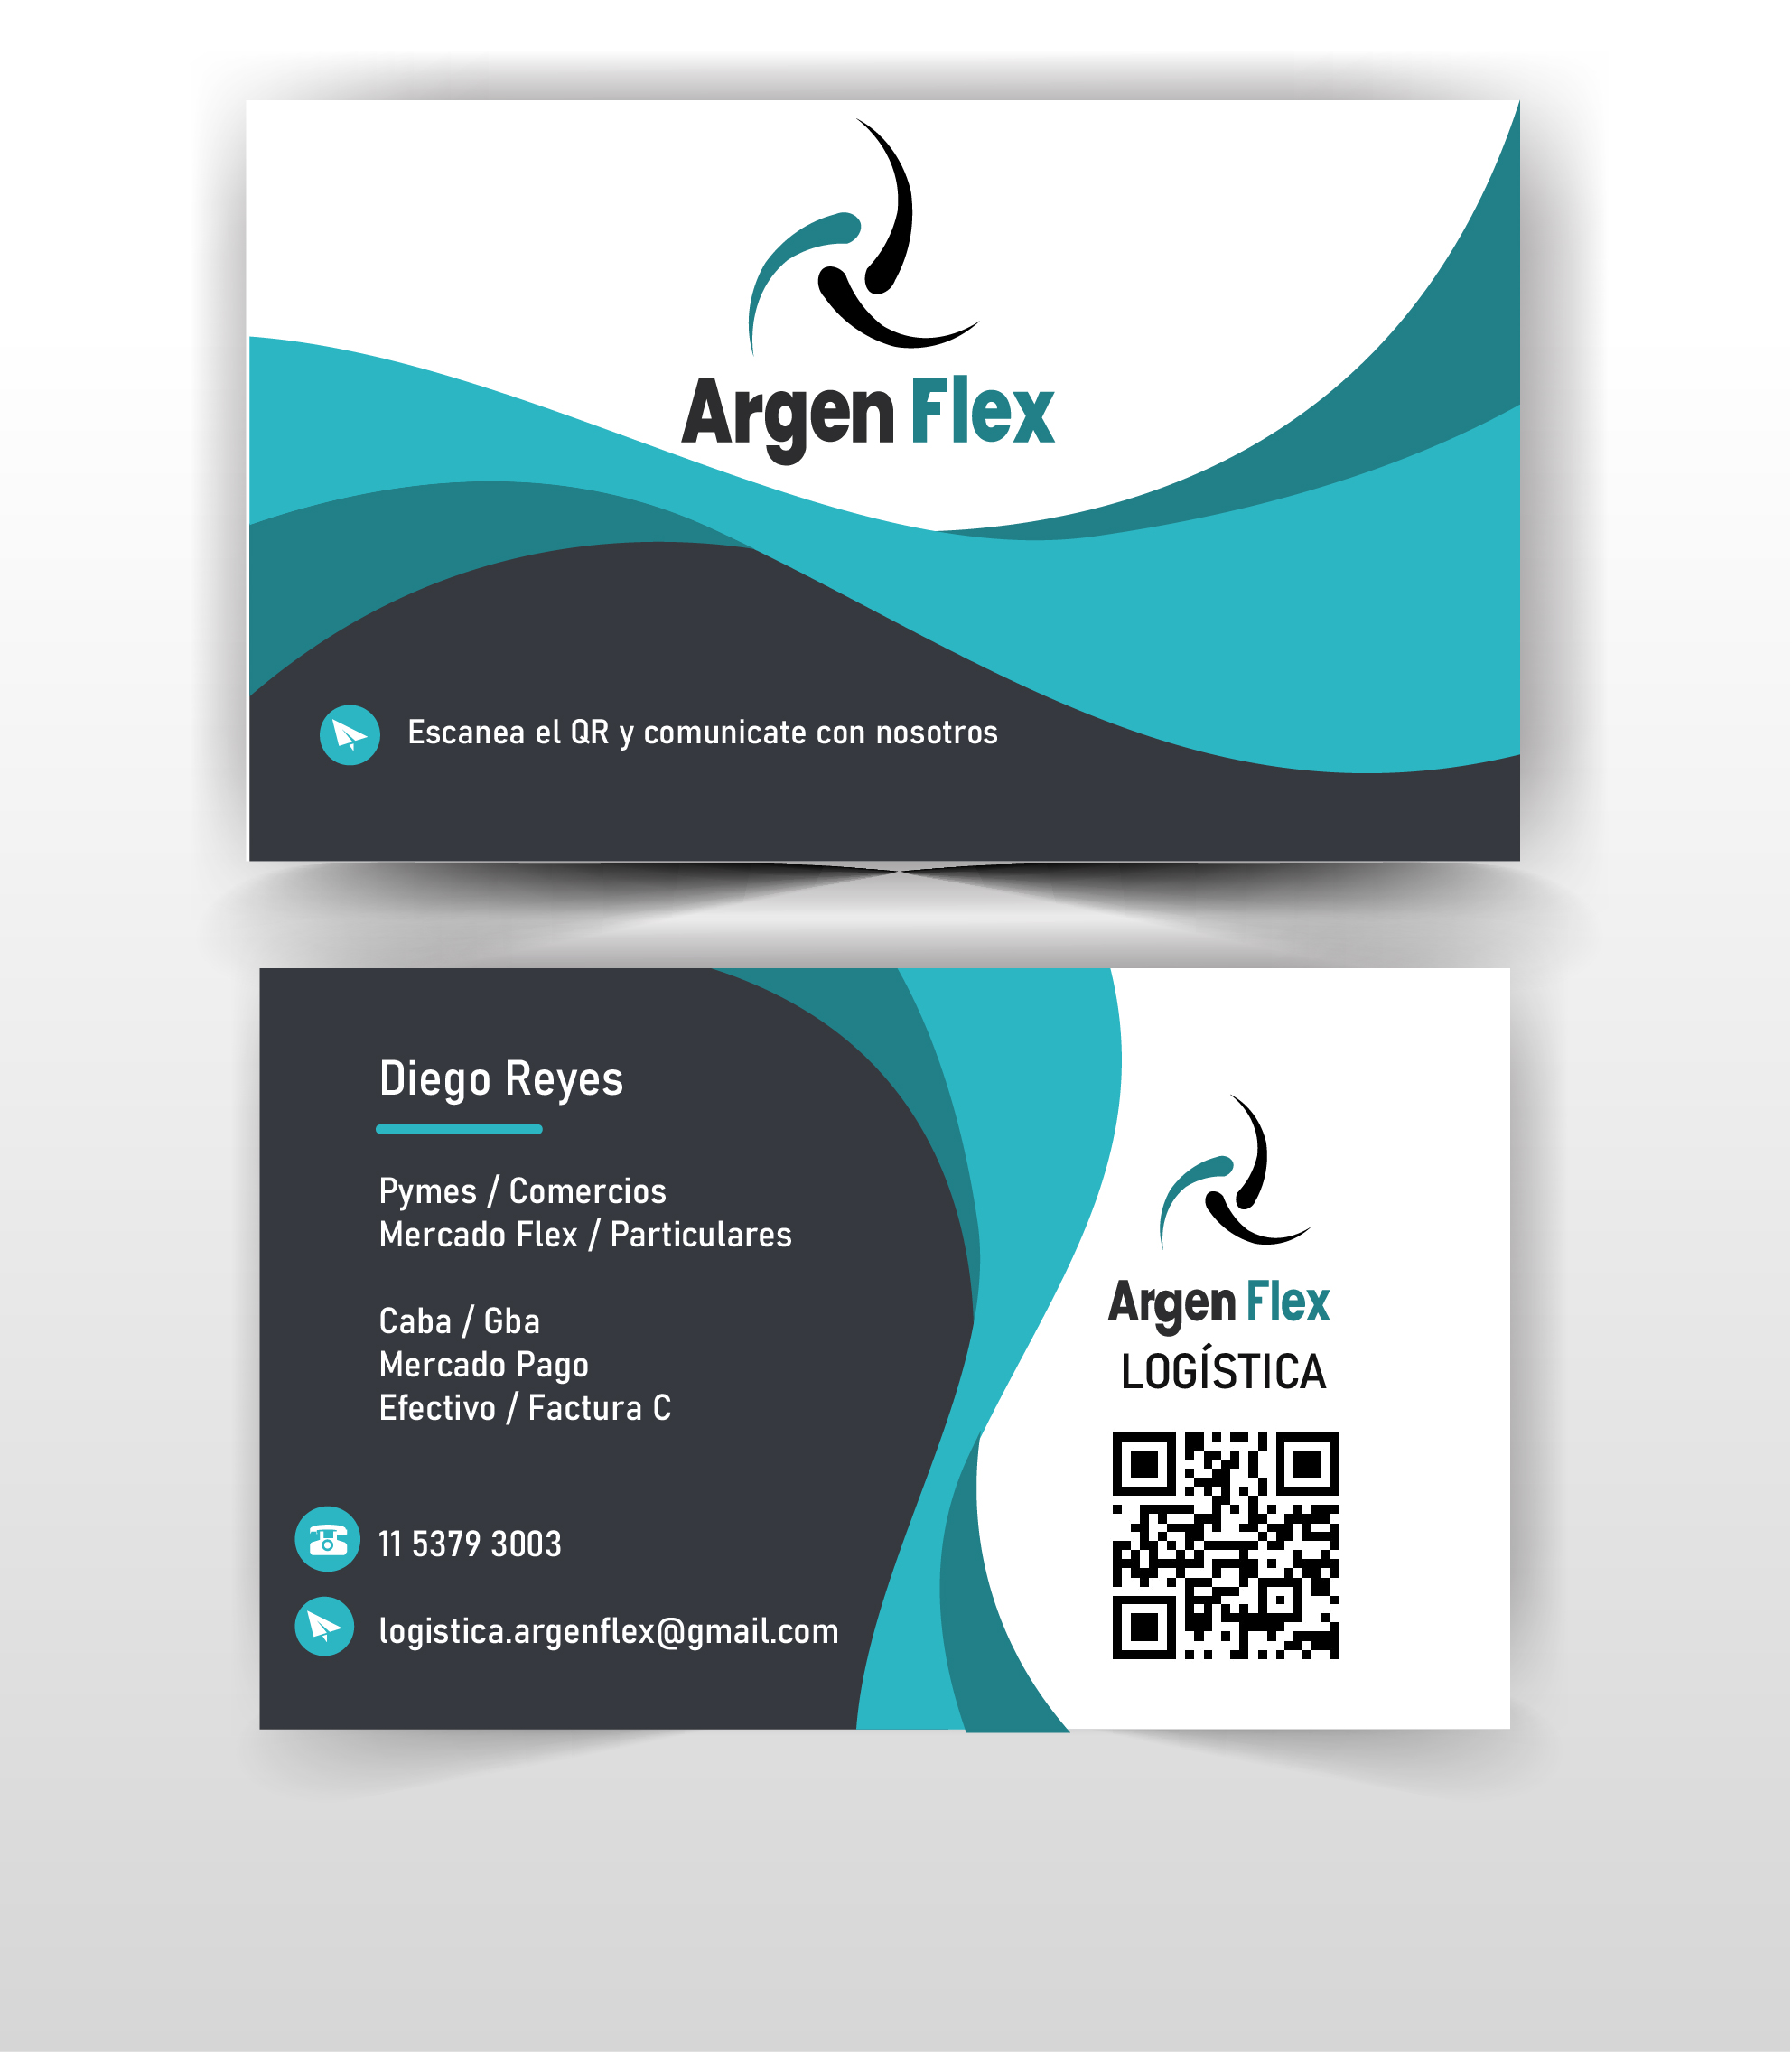 Argen Flex
Escanea el QR y comunicate con nosotros
Diego Reyes
Pymes / Comercios
Mercado Flex / Particulares
Caba / Gba
Mercado Pago
Efectivo / Factura C
11 5379 3003
logistica.argenflex@gmail.com
Argen Flex
LOGÍSTICA